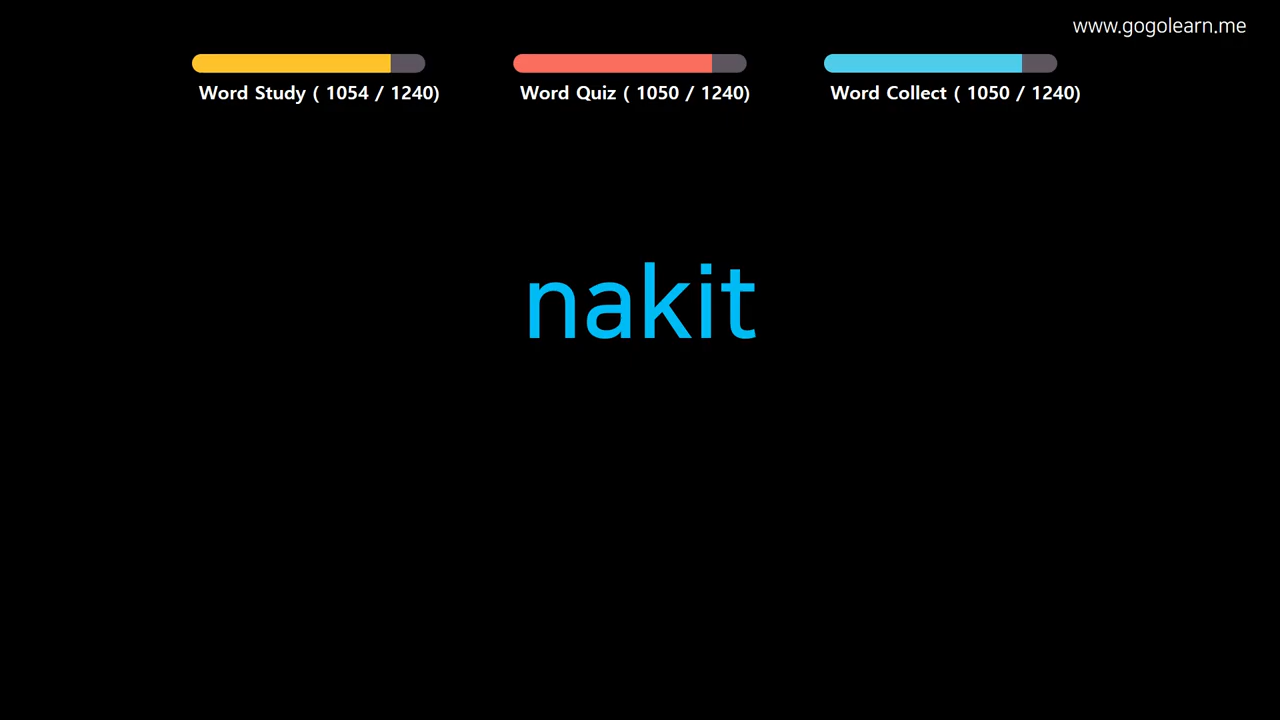 www.gogolearn.me
Word Study ( 1054 / 1240)
Word Quiz ( 1050 / 1240)
Word Collect ( 1050 / 1240)
nakit